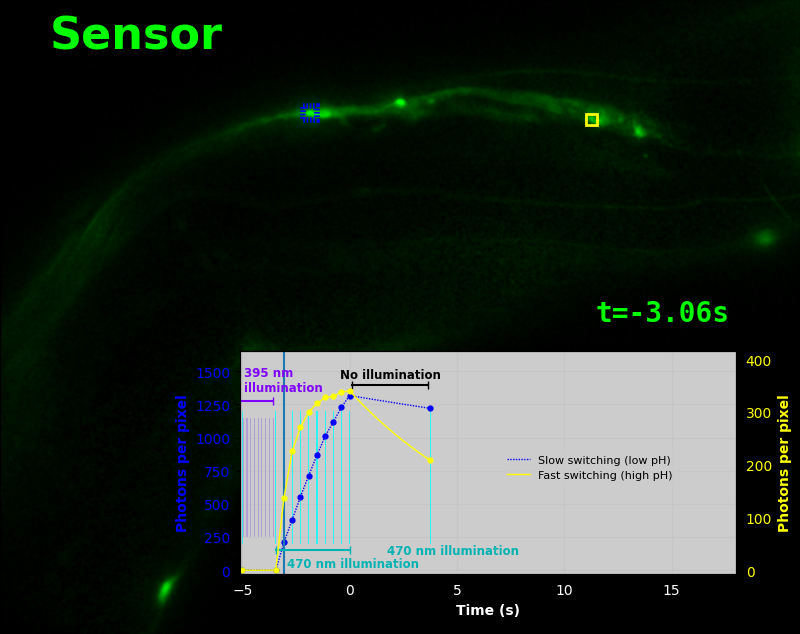 Sensor
t=-3.06s
395 nm
illumination
No illumination
Slow switching (low pH)
Fast switching (high pH)
470 nm illumination
470 nm illumination
Photons per pixel
1500
1250
1000
750
500
250
0
Photons per pixel
400
300
200
100
0
−5
0
5
10
15
Time (s)